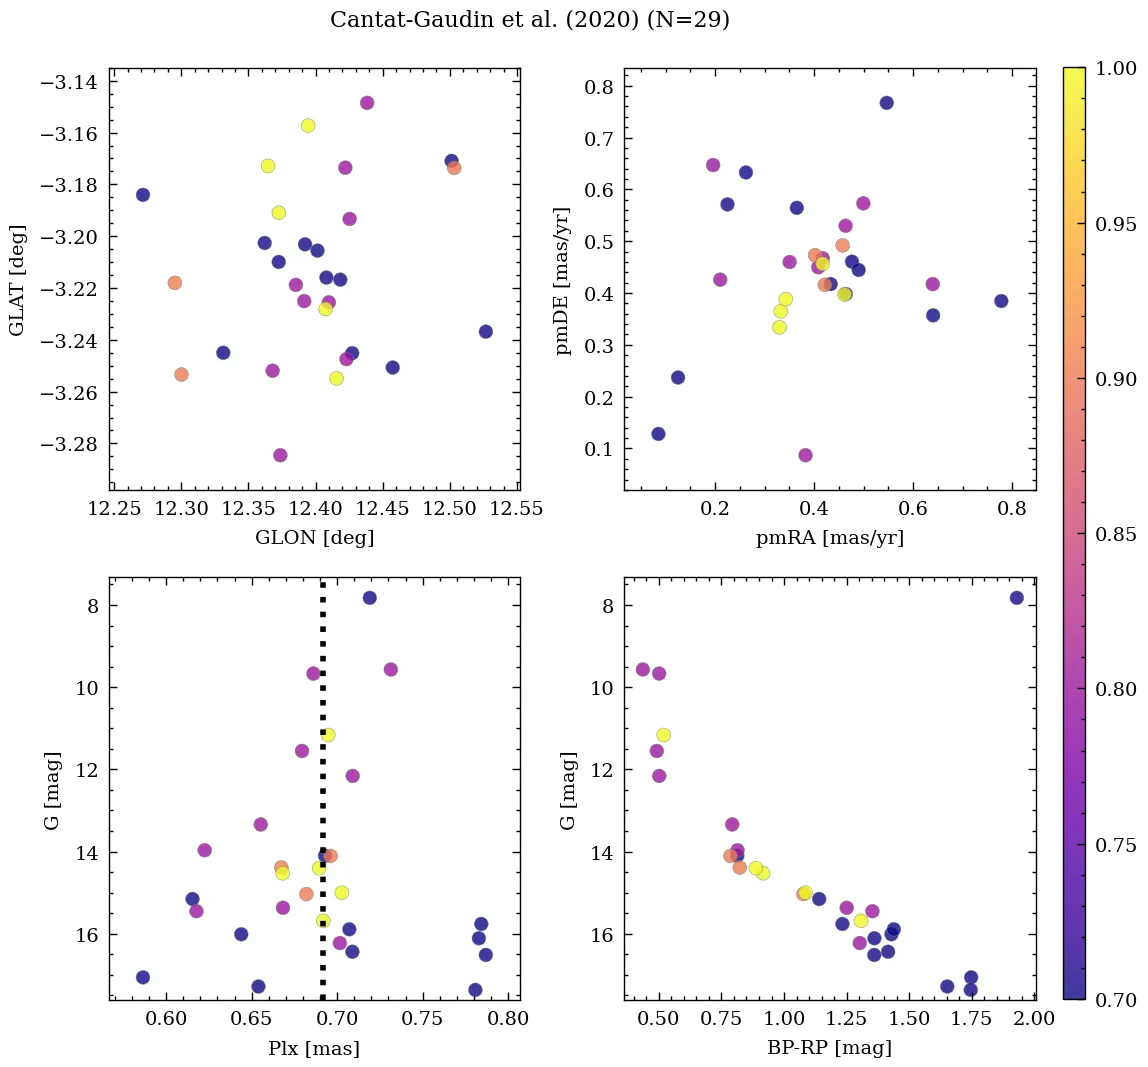 Cantat-Gaudin et al. (2020) (N=29)
−3.14
−3.16
−3.18
−3.20
−3.22
−3.24
−3.26
−3.28
GLAT [deg]
12.25 12.30 12.35 12.40 12.45 12.50 12.55
GLON [deg]
0.8
0.7
0.6
0.5
0.4
0.3
0.2
0.1
pmDE [mas/yr]
0.2 0.4 0.6 0.8
pmRA [mas/yr]
8
10
12
14
16
G [mag]
0.60 0.65 0.70 0.75 0.80
Plx [mas]
8
10
12
14
16
G [mag]
0.50 0.75 1.00 1.25 1.50 1.75 2.00
BP-RP [mag]
1.00
0.95
0.90
0.85
0.80
0.75
0.70